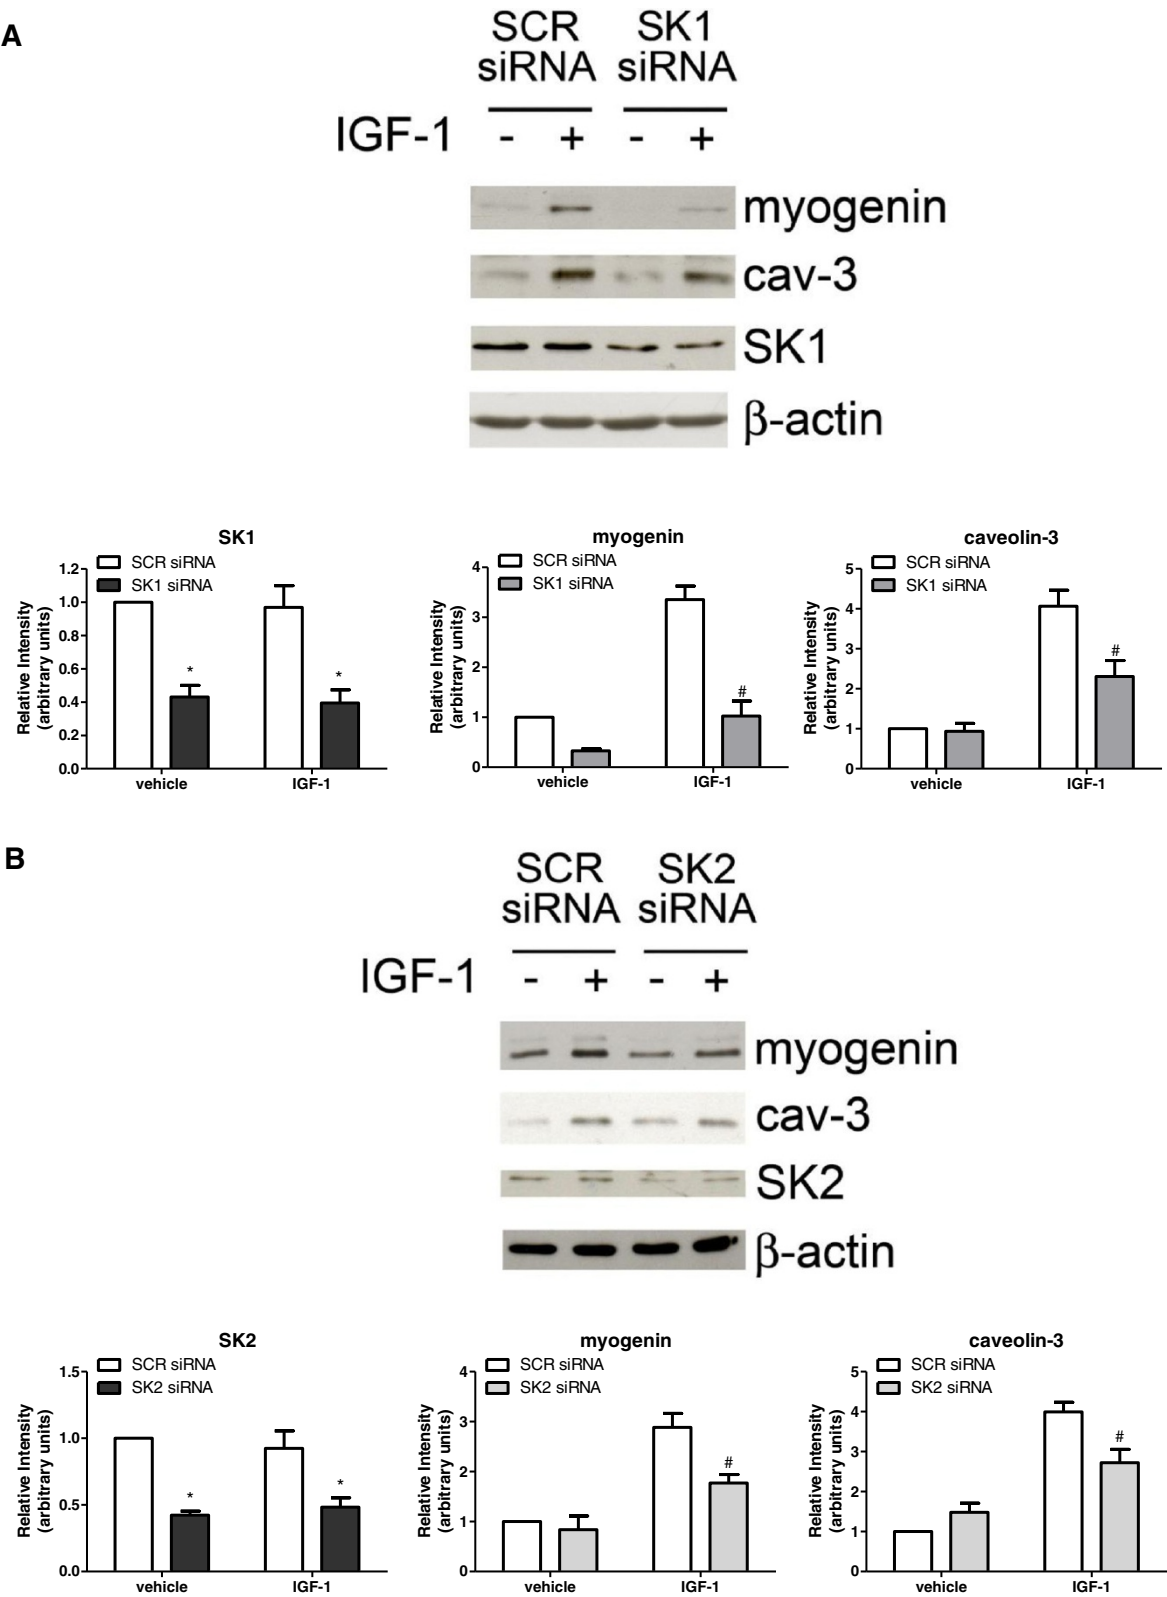 A
SCR SK1
siRNA siRNA
IGF-1 - + - +
myogenin
cav-3
SK1
β-actin
SK1
SCR siRNA
SK1 siRNA
Relative Intensity
(arbitrary units)
1.2
1.0
0.8
0.6
0.4
0.2
0.0
*
*
vehicle IGF-1
myogenin
SCR siRNA
SK1 siRNA
Relative Intensity
(arbitrary units)
4
3
2
1
0
#
vehicle IGF-1
caveolin-3
SCR siRNA
SK1 siRNA
Relative Intensity
(arbitrary units)
5
4
3
2
1
0
#
vehicle IGF-1
B
SCR SK2
siRNA siRNA
IGF-1 - + - +
myogenin
cav-3
SK2
β-actin
SK2
SCR siRNA
SK2 siRNA
Relative Intensity
(arbitrary units)
1.5
1.0
0.5
0.0
*
*
vehicle IGF-1
myogenin
SCR siRNA
SK2 siRNA
Relative Intensity
(arbitrary units)
4
3
2
1
0
#
vehicle IGF-1
caveolin-3
SCR siRNA
SK2 siRNA
Relative Intensity
(arbitrary units)
5
4
3
2
1
0
#
vehicle IGF-1